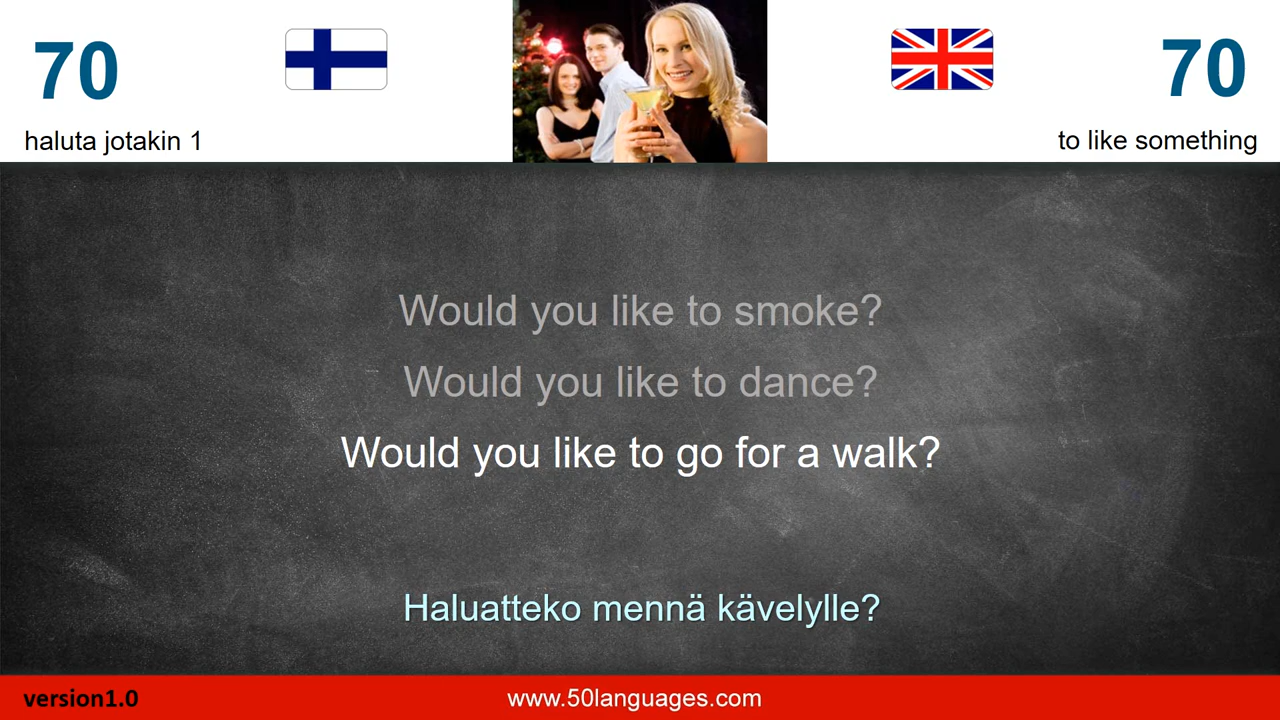 70
70
haluta jotakin 1
to like something
Would you like to smoke?
Would you like to dance?
Would you like to go for a walk?
Haluatteko mennä kävelylle?
version1.0
www.50languages.com